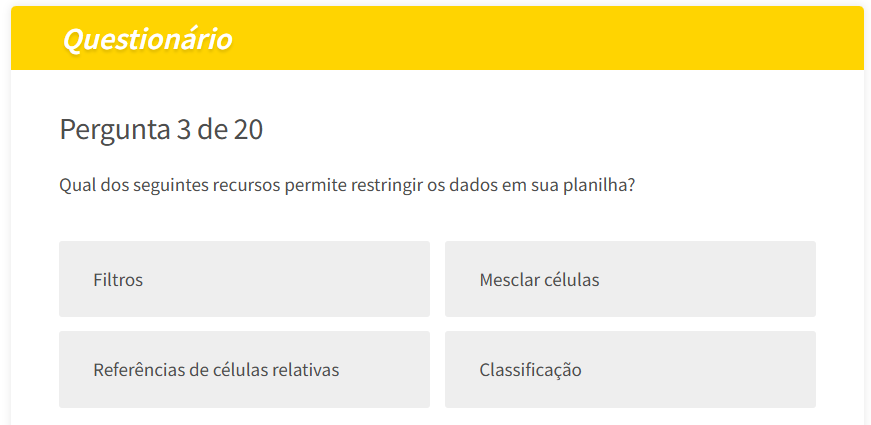 Questionário
Pergunta 3 de 20
Qual dos seguintes recursos permite restringir os dados em sua planilha?
Filtros
Mesclar células
Referências de células relativas
Classificação